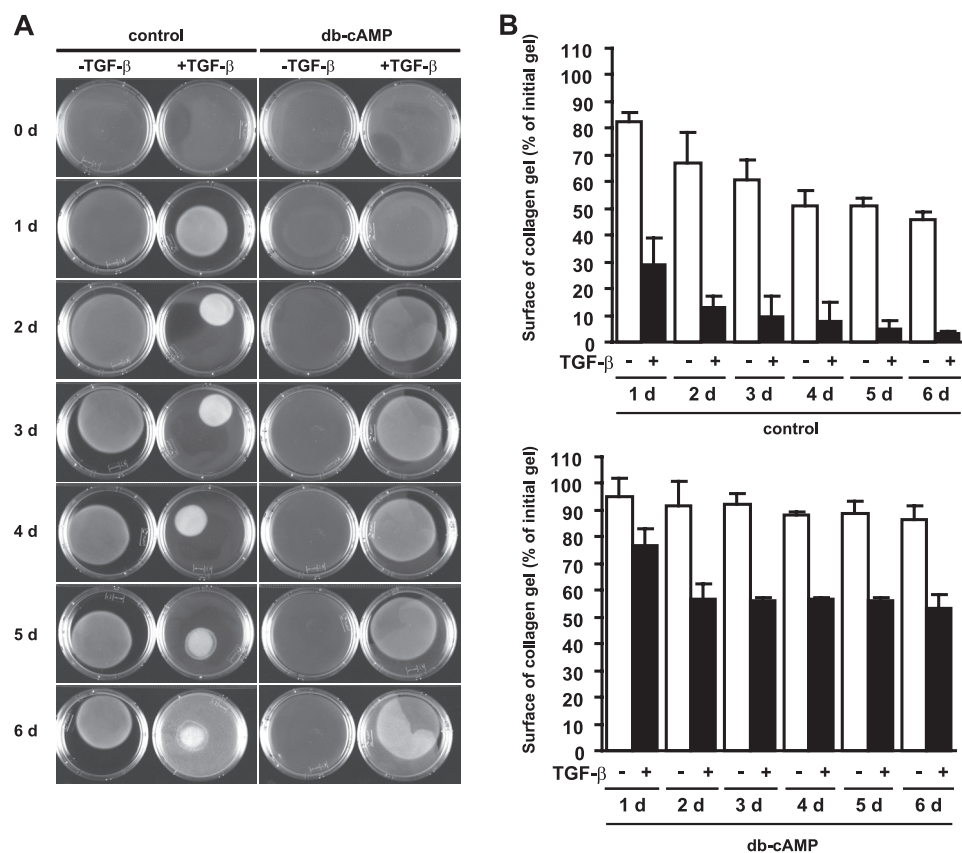 A
control db-cAMP
-TGF-β +TGF-β -TGF-β +TGF-β
0 d
1 d
2 d
3 d
4 d
5 d
6 d
B
Surface of collagen gel (% of initial gel)
110
100
90
80
70
60
50
40
30
20
10
0
TGF-β - + - + - + - + - + - +
1 d 2 d 3 d 4 d 5 d 6 d
control
Surface of collagen gel (% of initial gel)
110
100
90
80
70
60
50
40
30
20
10
0
TGF-β - + - + - + - + - + - +
1 d 2 d 3 d 4 d 5 d 6 d
db-cAMP